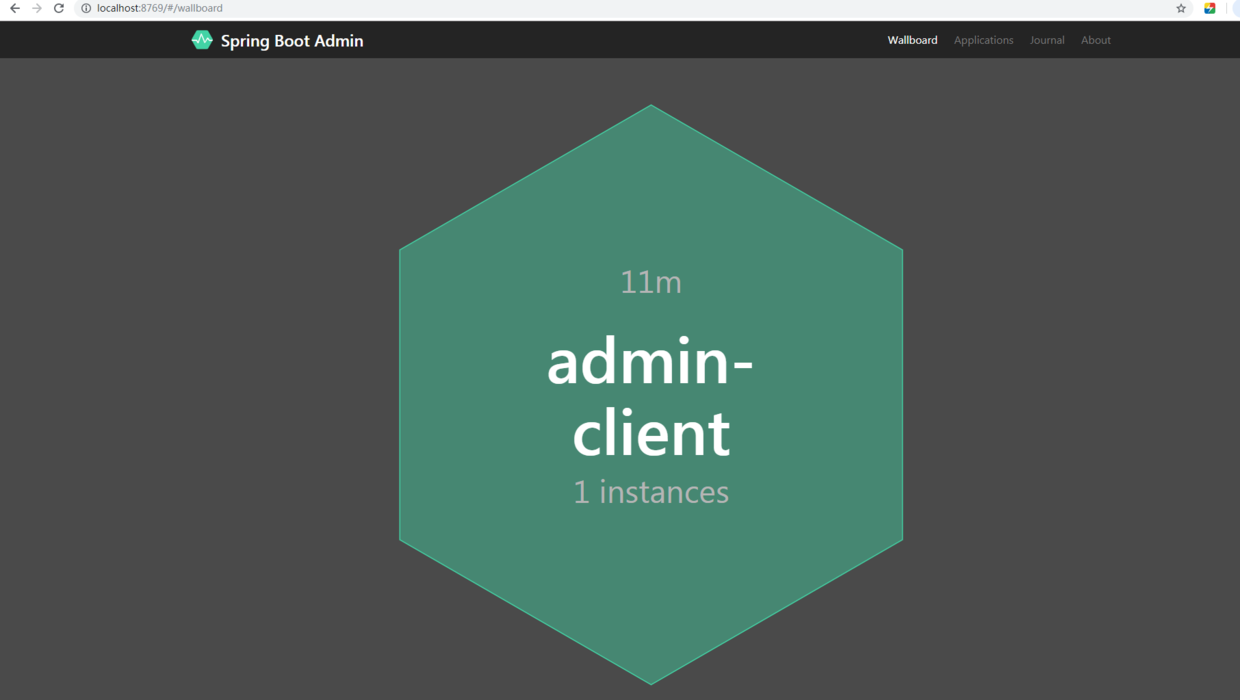 localhost:8769/#/wallboard
Spring Boot Admin
Wallboard Applications Journal About
11m
admin-
client
1 instances